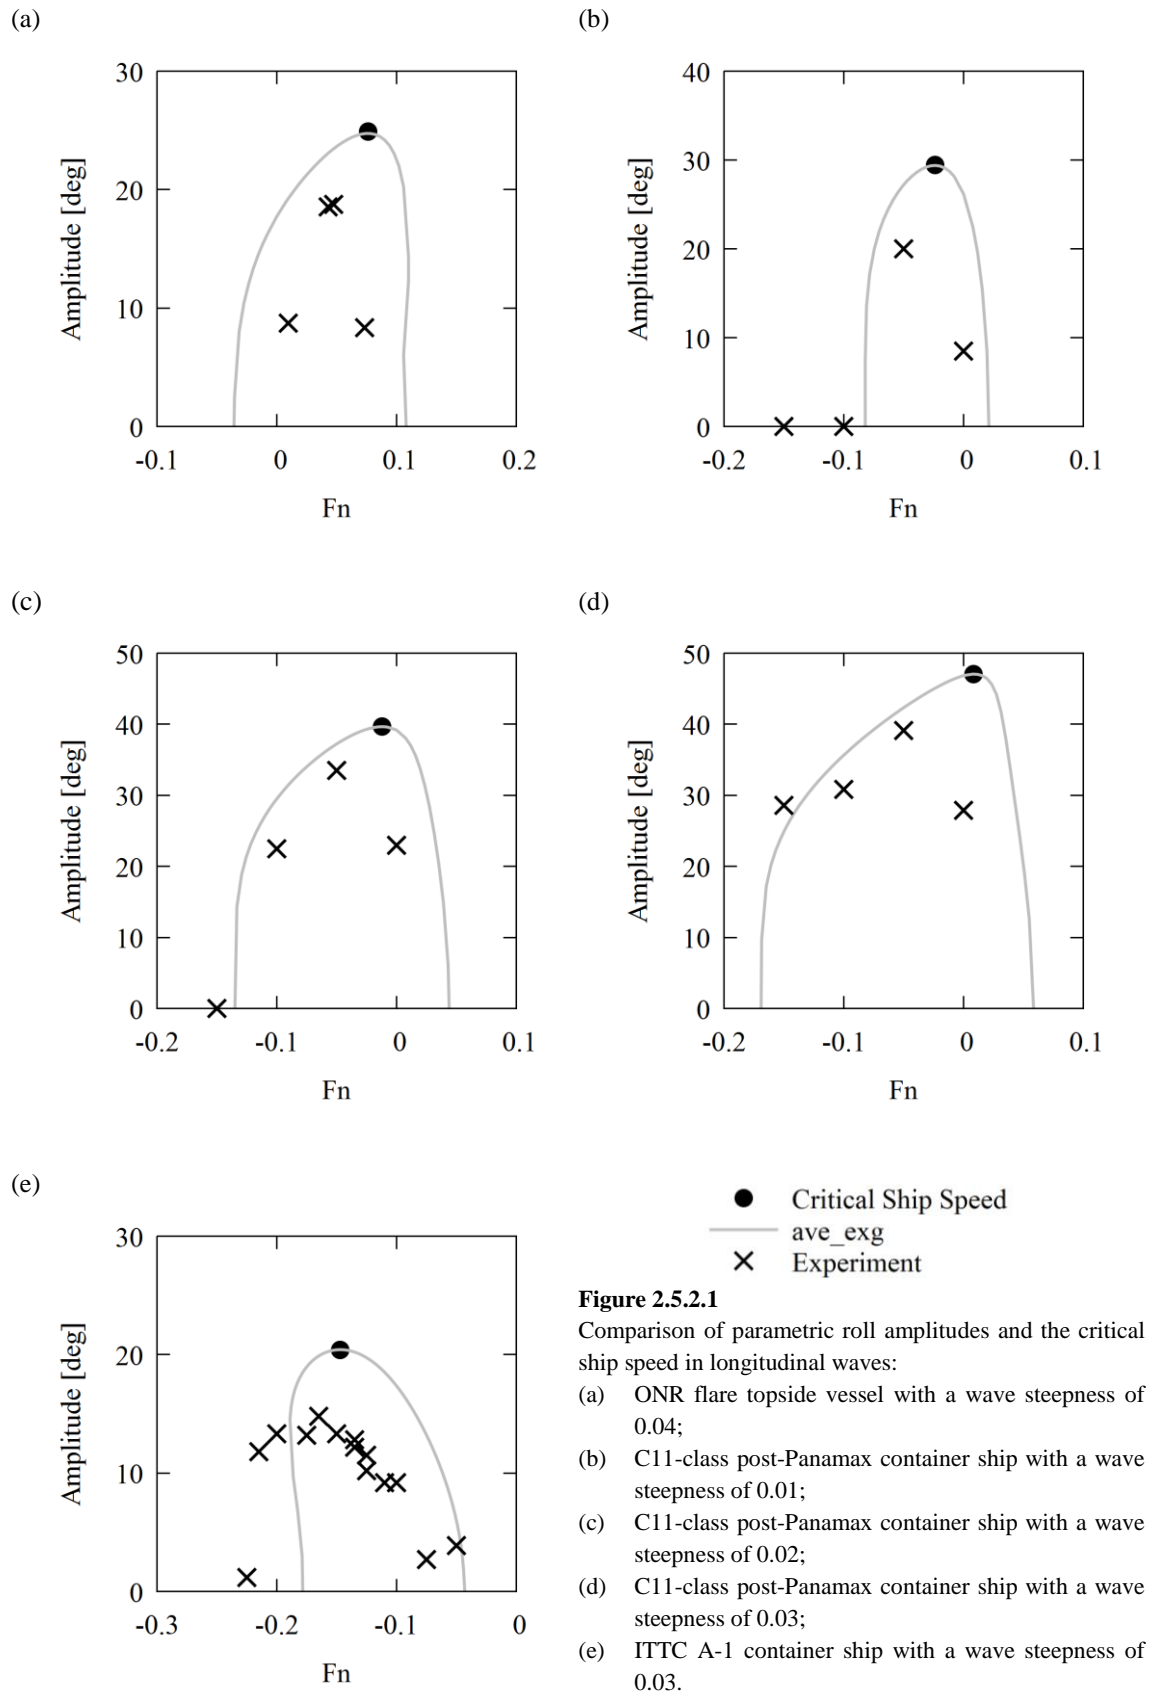 (a)
30
20
10
0
Amplitude [deg]
-0.1 0 0.1 0.2
Fn
(b)
40
30
20
10
0
Amplitude [deg]
-0.2 -0.1 0 0.1
Fn
(c)
50
40
30
20
10
0
Amplitude [deg]
-0.2 -0.1 0 0.1
Fn
(d)
50
40
30
20
10
0
Amplitude [deg]
-0.2 -0.1 0 0.1
Fn
(e)
30
20
10
0
Amplitude [deg]
-0.3 -0.2 -0.1 0
Fn
Critical Ship Speed
ave_exg
Experiment
Figure 2.5.2.1
Comparison of parametric roll amplitudes and the critical
ship speed in longitudinal waves:
(a) ONR flare topside vessel with a wave steepness of
0.04;
(b) C11-class post-Panamax container ship with a wave
steepness of 0.01;
(c) C11-class post-Panamax container ship with a wave
steepness of 0.02;
(d) C11-class post-Panamax container ship with a wave
steepness of 0.03;
(e) ITTC A-1 container ship with a wave steepness of
0.03.